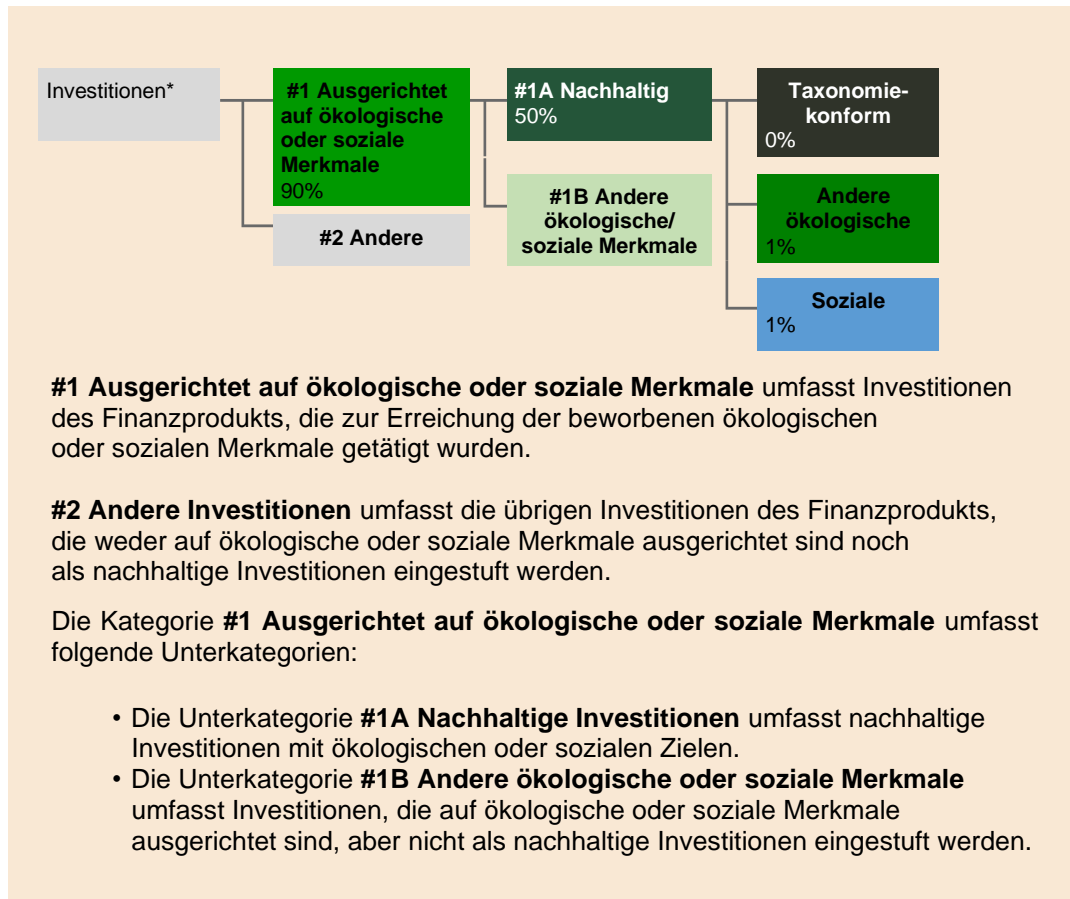 Investitionen*
#1 Ausgerichtet
auf ökologische
oder soziale
Merkmale
90%
#2 Andere
#1A Nachhaltig
50%
#1B Andere
ökologische/
soziale Merkmale
Taxonomie-
konform
0%
Andere
ökologische
1%
Soziale
1%
#1 Ausgerichtet auf ökologische oder soziale Merkmale umfasst Investitionen
des Finanzprodukts, die zur Erreichung der beworbenen ökologischen
oder sozialen Merkmale getätigt wurden.
#2 Andere Investitionen umfasst die übrigen Investitionen des Finanzprodukts,
die weder auf ökologische oder soziale Merkmale ausgerichtet sind noch
als nachhaltige Investitionen eingestuft werden.
Die Kategorie #1 Ausgerichtet auf ökologische oder soziale Merkmale umfasst
folgende Unterkategorien:
• Die Unterkategorie #1A Nachhaltige Investitionen umfasst nachhaltige
Investitionen mit ökologischen oder sozialen Zielen.
• Die Unterkategorie #1B Andere ökologische oder soziale Merkmale
umfasst Investitionen, die auf ökologische oder soziale Merkmale
ausgerichtet sind, aber nicht als nachhaltige Investitionen eingestuft werden.